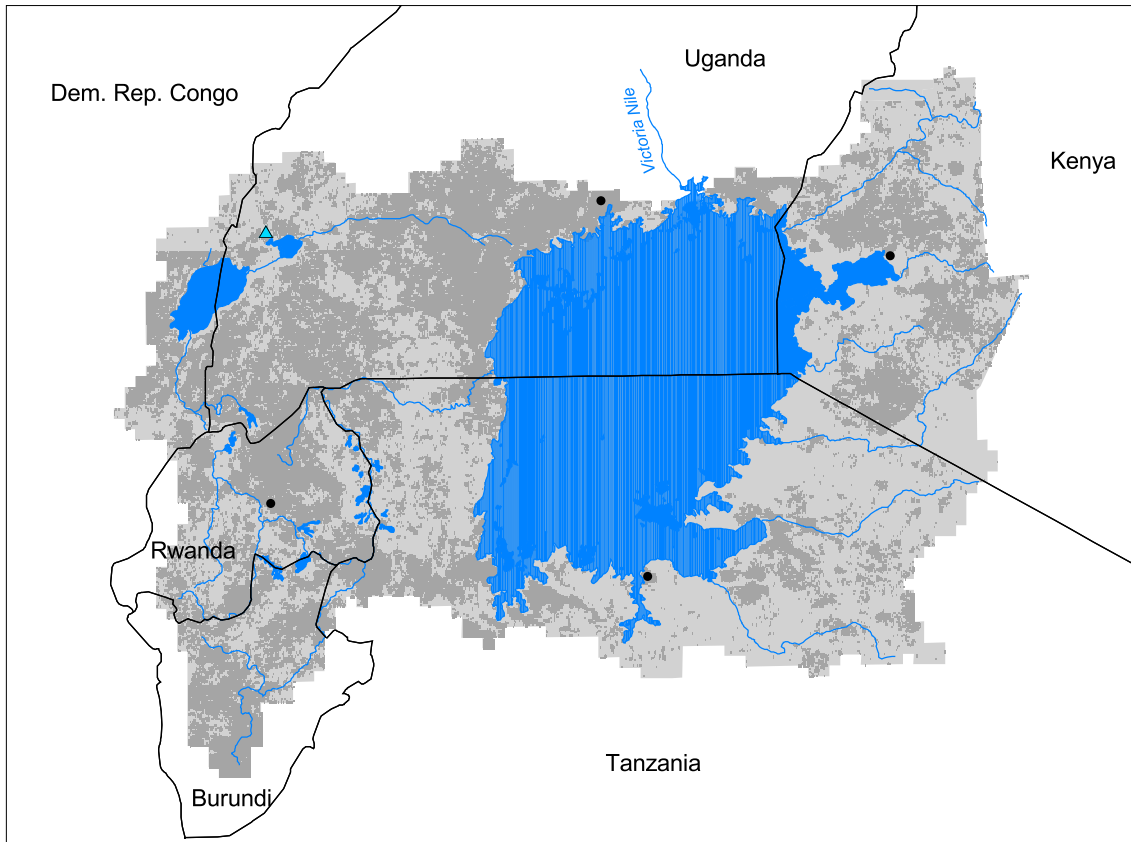 Uganda
Dem. Rep. Congo
Victoria Nile
Kenya
Rwanda
Tanzania
Burundi